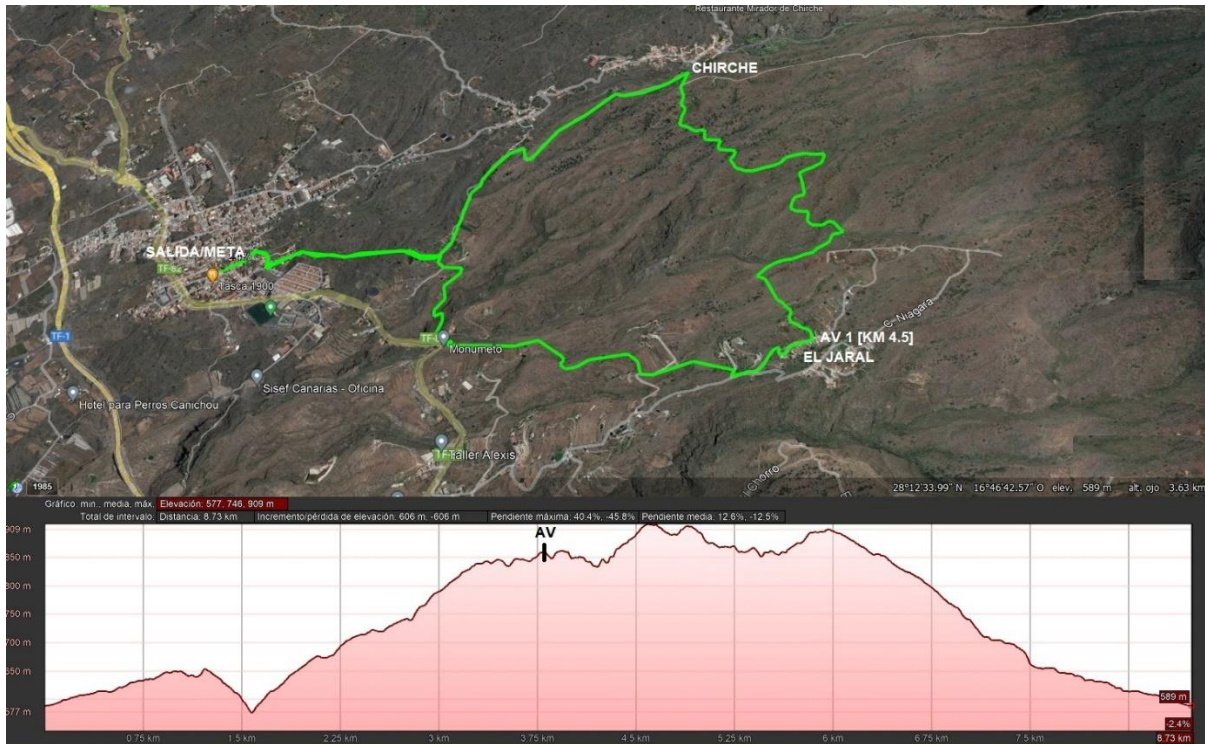 Restaurante Mirador de Chirche
CHIRCHE
SALIDA/META
TF-82
Tasca 1900
TF-1
Monumeto
C. Niagara
AV 1 [KM 4.5]
EL JARAL
Sisef Canarias - Oficina
Hotel para Perros Canichou
Taller Alexis
Chorro
1985
28°12'33.99" N 16°46'42.57" O elev. 589 m alt. ojo 3.63 km
Gráfico: mín., media, máx. Elevación: 577, 746, 909 m
Total de intervalo: Distancia: 8.73 km Incremento/pérdida de elevación: 606 m, -606 m Pendiente máxima: 40.4%, -45.8% Pendiente media: 12.6%, -12.5%
AV
909 m
850 m
800 m
750 m
700 m
650 m
577 m
589 m
-2.4%
0.75 km 1.5 km 2.25 km 3 km 3.75 km 4.5 km 5.25 km 6 km 6.75 km 7.5 km 8.73 km